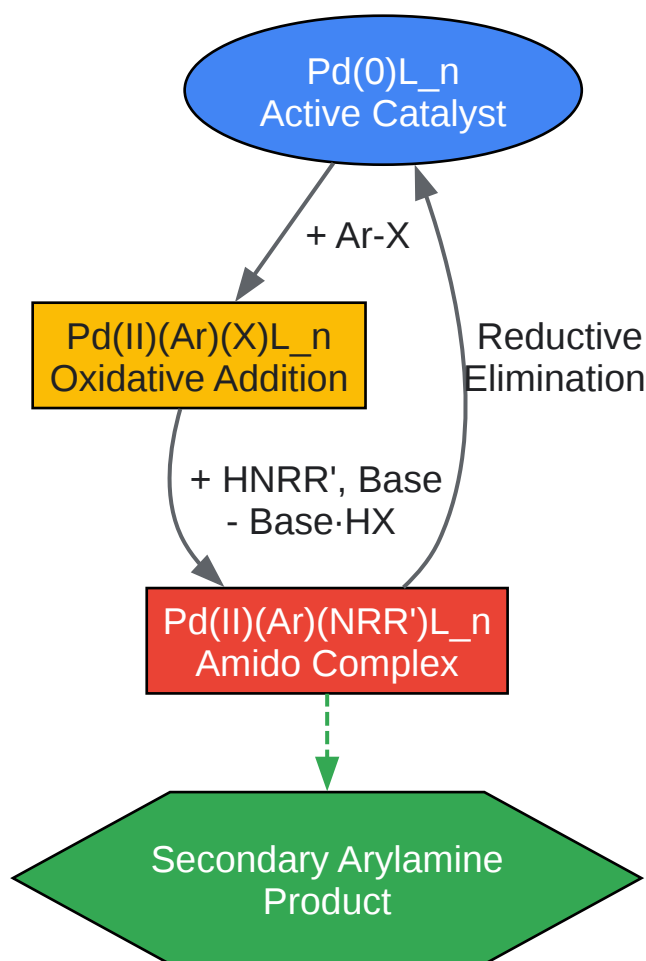 Pd(0)L_n
Active Catalyst
+ Ar-X
Pd(II)(Ar)(X)L_n
Oxidative Addition
Reductive
Elimination
+ HNRR', Base
- Base·HX
Pd(II)(Ar)(NRR')L_n
Amido Complex
Secondary Arylamine
Product